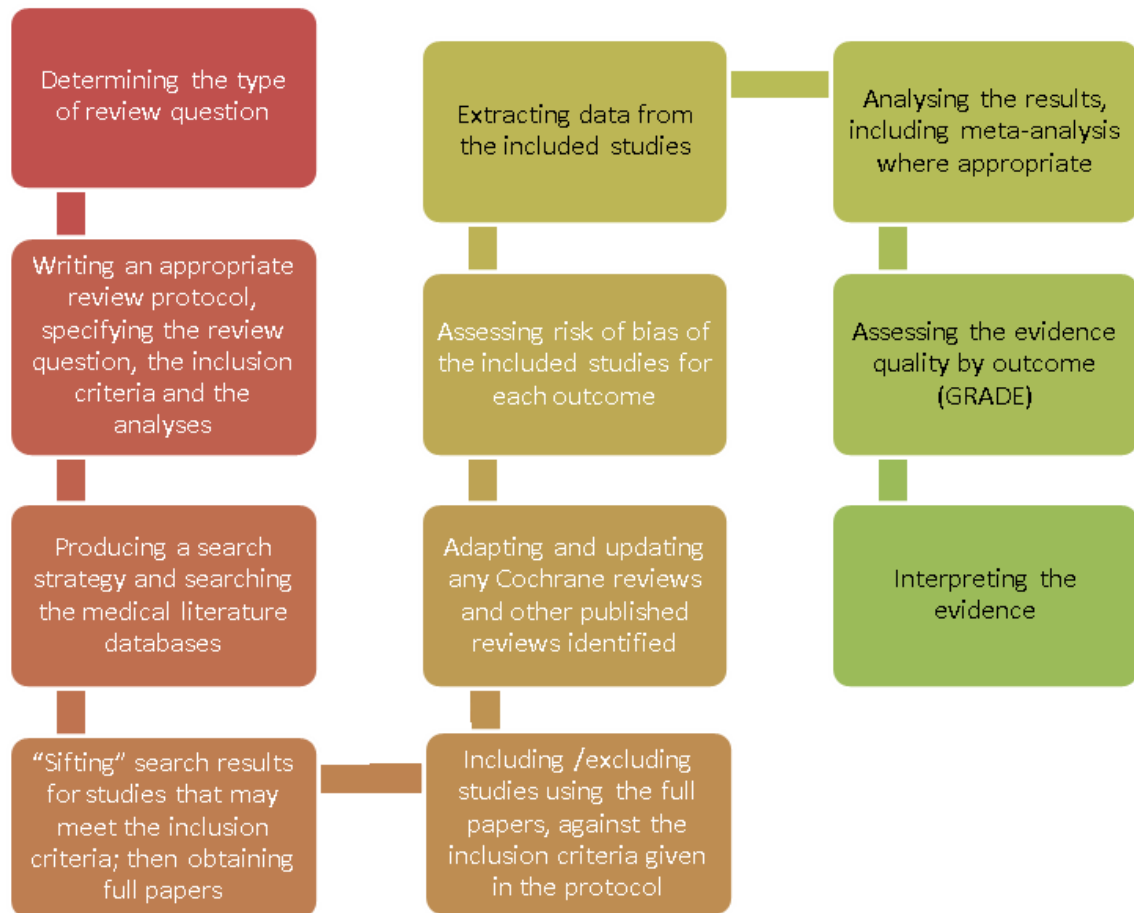 Determining the type
of review question
Writing an appropriate
review protocol,
specifying the review
question, the inclusion
criteria and the
analyses
Producing a search
strategy and searching
the medical literature
databases
“Sifting” search results
for studies that may
meet the inclusion
criteria; then obtaining
full papers
Including /excluding
studies using the full
papers, against the
inclusion criteria given
in the protocol
Adapting and updating
any Cochrane reviews
and other published
reviews identified
Assessing risk of bias of
the included studies for
each outcome
Extracting data from
the included studies
Analysing the results,
including meta-analysis
where appropriate
Assessing the evidence
quality by outcome
(GRADE)
Interpreting the
evidence